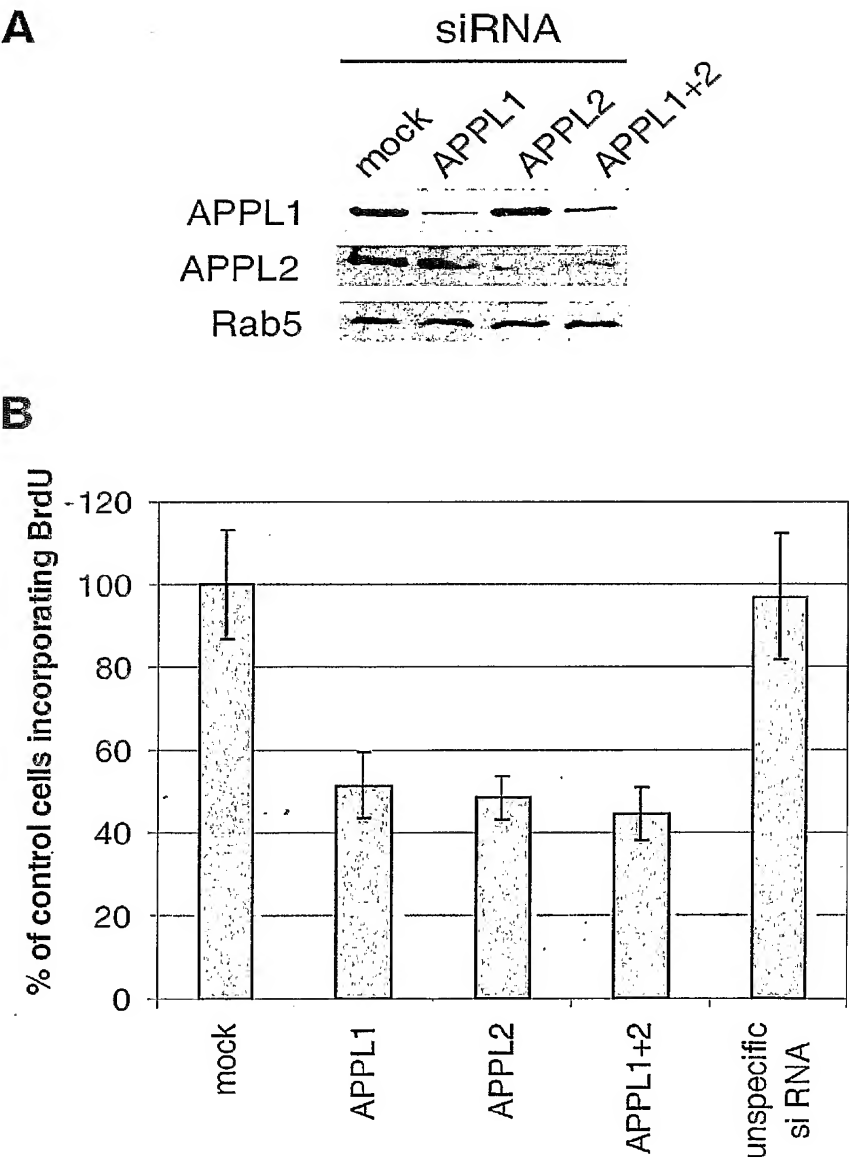 A
siRNA
mock
APPL1
APPL2
APPL1+2
APPL1
APPL2
Rab5
B
% of control cells incorporating BrdU
120
100
80
60
40
20
0
mock
APPL1
APPL2
APPL1+2
unspecific
si RNA